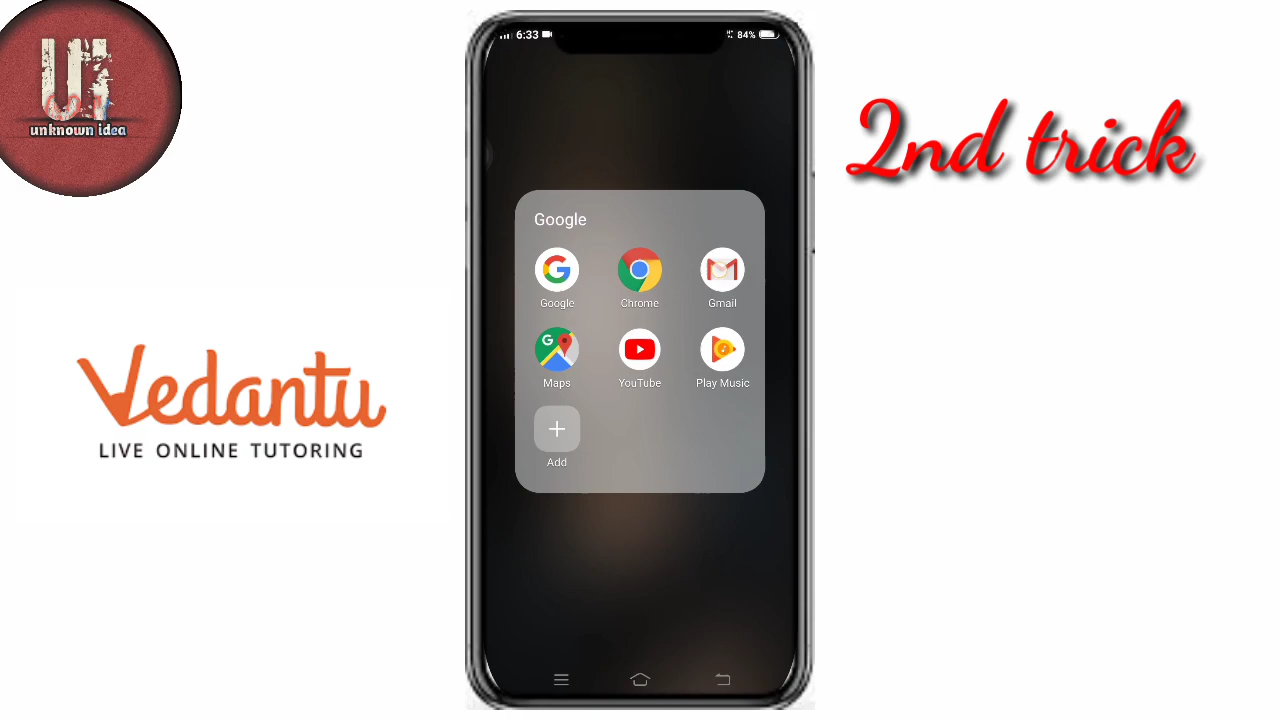 UI
unknown idea
6:33
84%
2nd trick
Google
Google
Chrome
Gmail
Maps
YouTube
Play Music
Add
Vedantu
LIVE ONLINE TUTORING